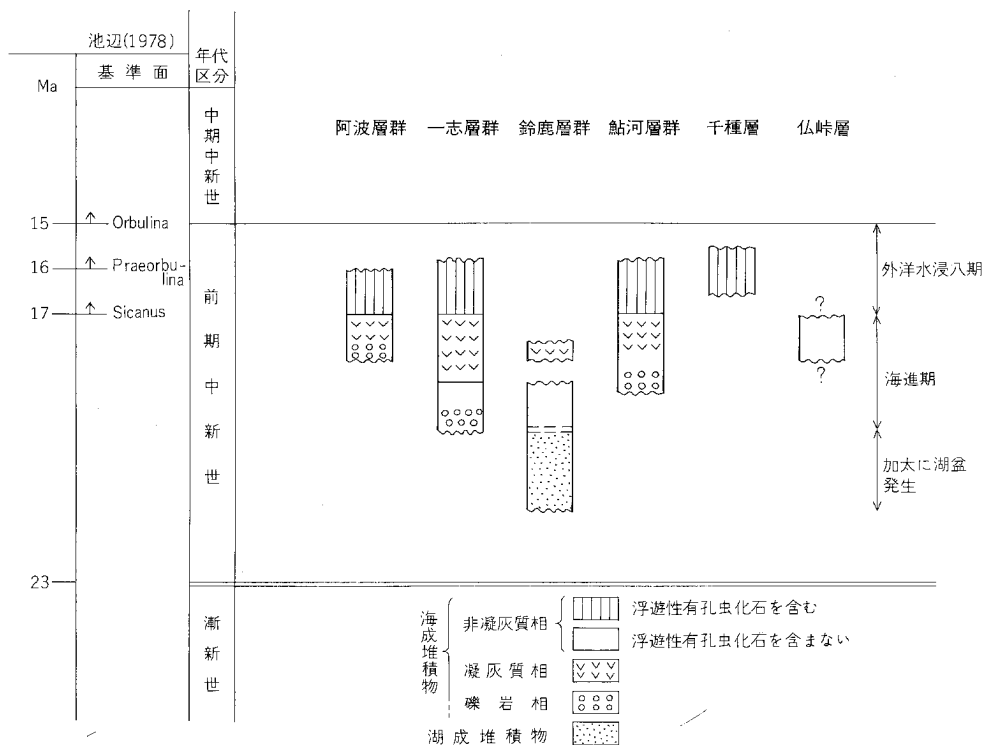 池辺(1978)
Ma
基準面
年代
区分
阿波層群
一志層群
鈴鹿層群
鮎河層群
千種層
仏峠層
中期中新世
15
↑ Orbulina
16
↑ Praeorbu-
lina
17
↑ Sicanus
前期中新世
外洋水浸入期
?
海進期
?
加太に湖盆
発生
23
漸新世
海成堆積物
非凝灰質相
浮遊性有孔虫化石を含む
浮遊性有孔虫化石を含まない
凝灰質相
礫岩相
湖成堆積物